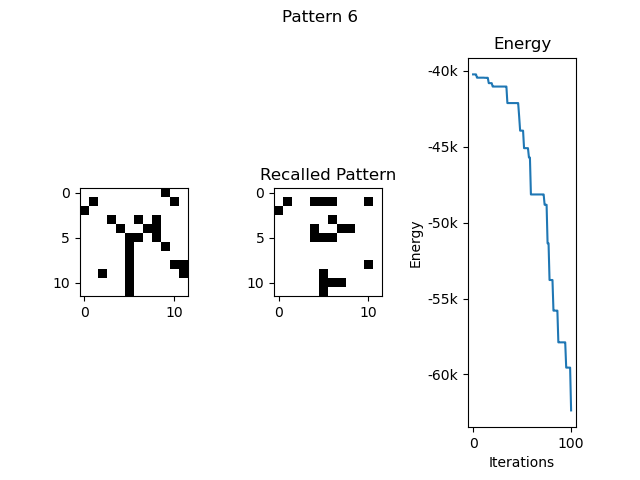 Pattern 6
Energy
-40k
-45k
-50k
-55k
-60k
Energy
0 100
Iterations
Recalled Pattern
0
5
10
0 10
0
5
10
0 10